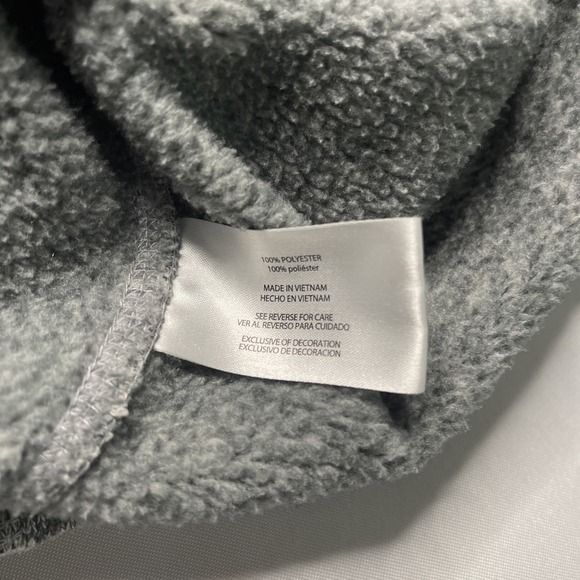 100% POLYESTER
100% poliéster
MADE IN VIETNAM
HECHO EN VIETNAM
SEE REVERSE FOR CARE
VER AL REVERSO PARA CUIDADO
EXCLUSIVE OF DECORATION
EXCLUSIVO DE DECORACION